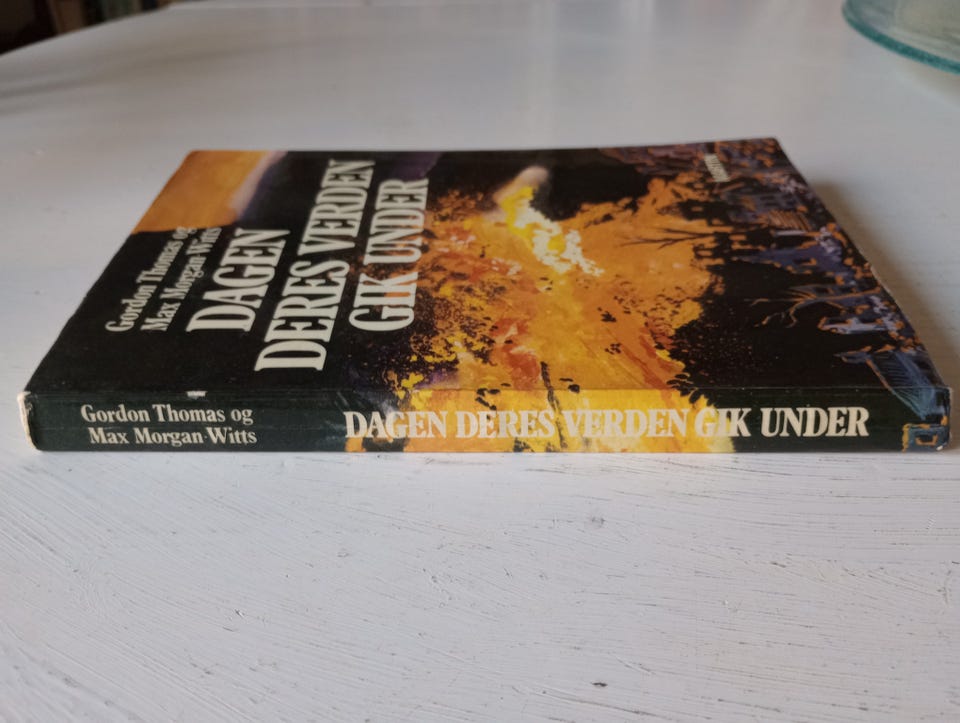 Gordon Thomas og
Max Morgan-Witts
DAGEN
DERES VERDEN
GIK UNDER
Gordon Thomas og
Max Morgan-Witts
DAGEN DERES VERDEN GIK UNDER